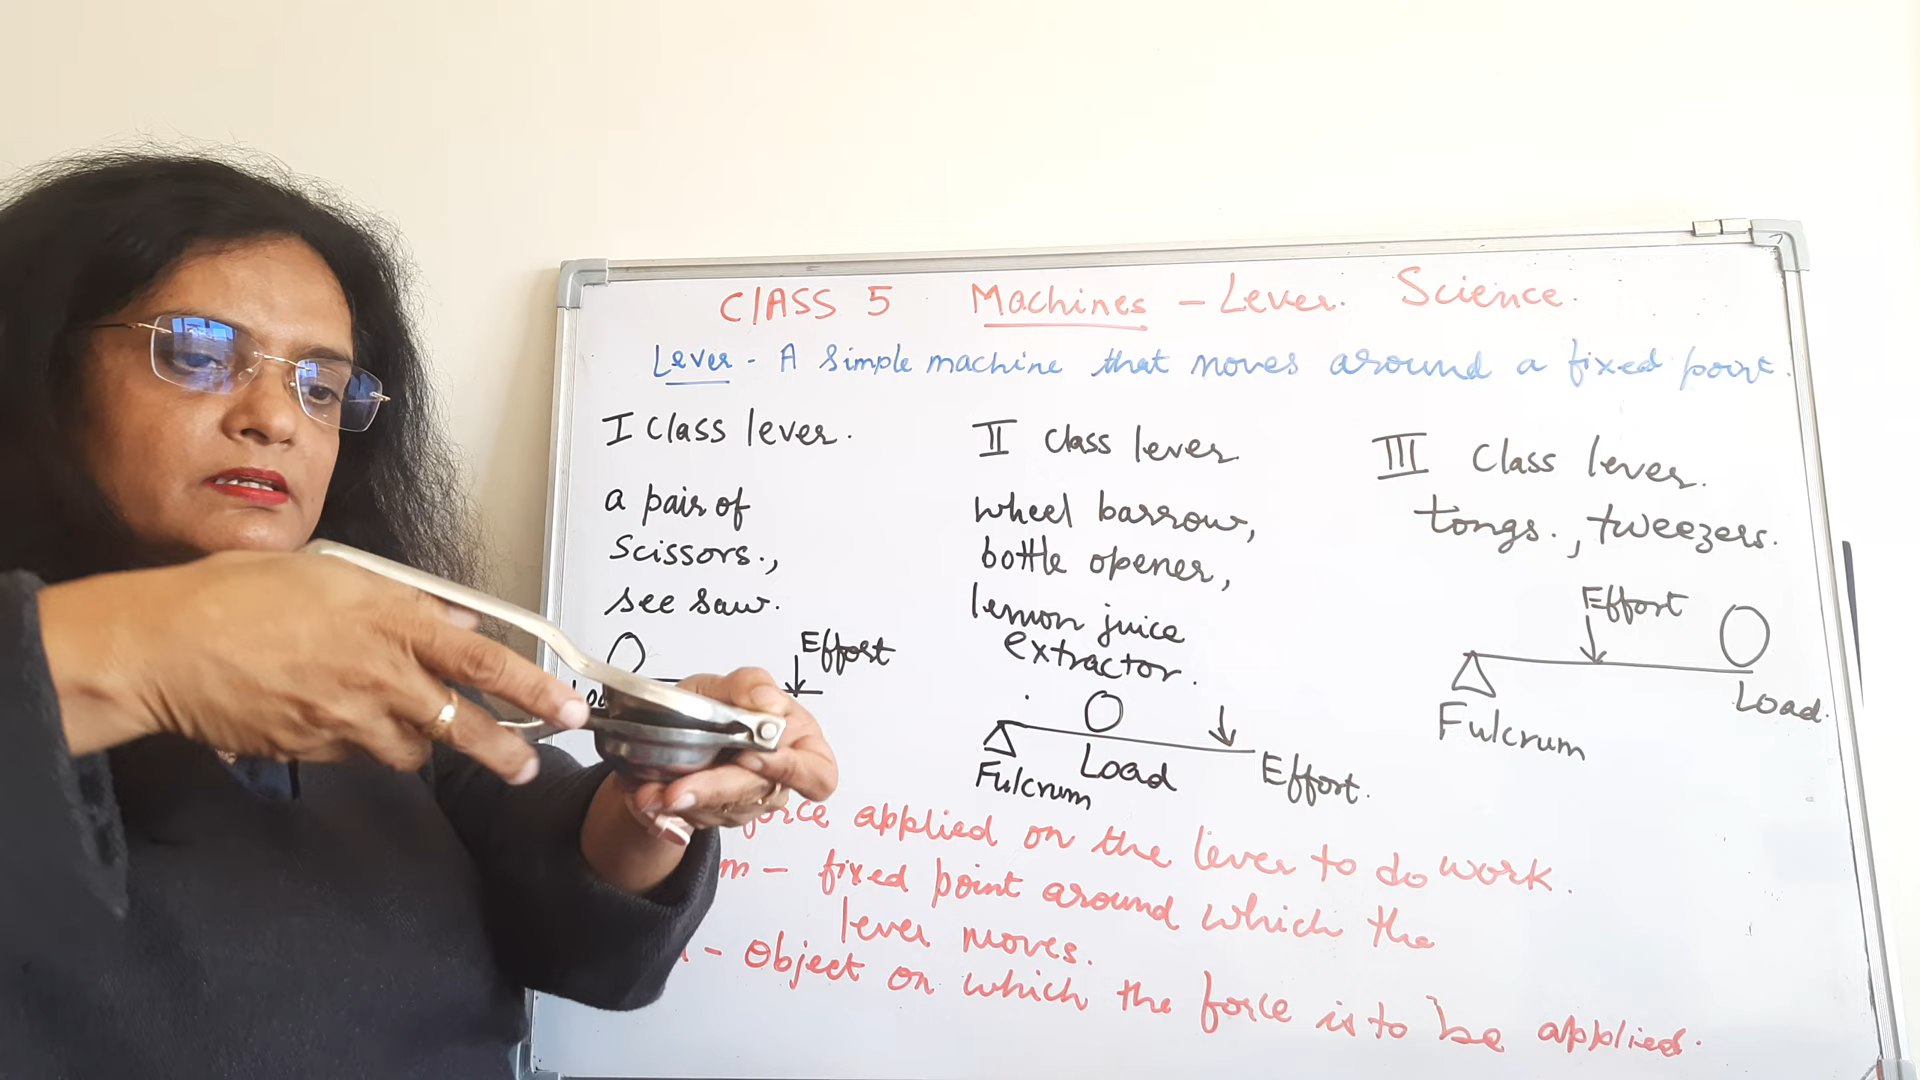 ClASS 5 Machines - Lever. Science.
Lever - A simple machine that moves around a fixed point.
I class lever.
a pair of
scissors.,
see saw.
Effort
II class lever
wheel barrow,
bottle opener,
lemon juice
extractor.
Fulcrum
Load
Effort.
III class lever.
tongs., tweezers.
Effort
Fulcrum
Load.
force applied on the lever to do work.
- fixed point around which the
lever moves.
- Object on which the force is to be applied.